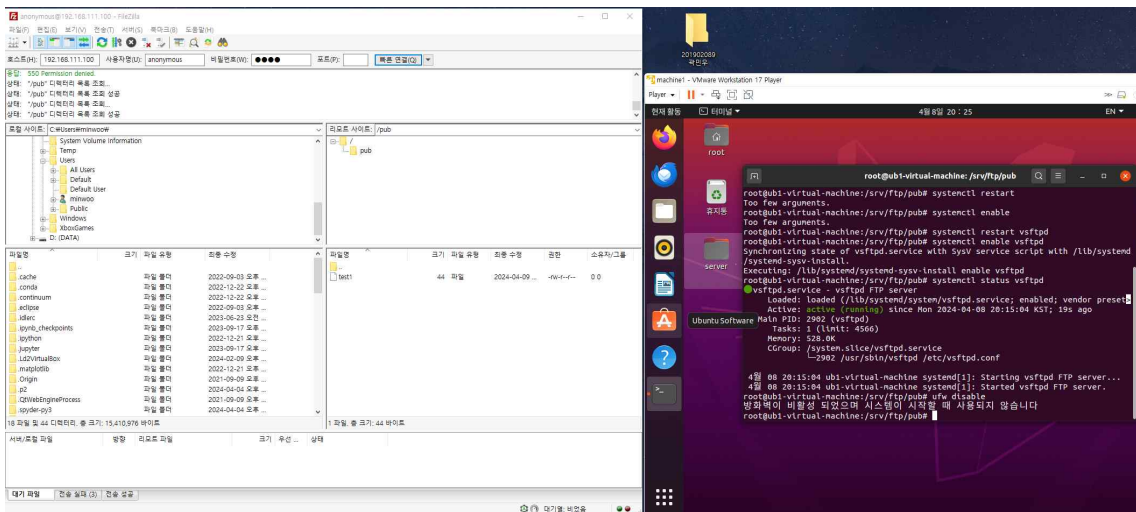 anonymous@192.168.111.100 - FileZilla
파일(F) 편집(E) 보기(V) 전송(T) 서버(S) 북마크(B) 도움말(H)
호스트(H): 192.168.111.100 사용자명(U): anonymous 비밀번호(W): ●●●● 포트(P): 빠른 연결(Q)
응답: 550 Permission denied.
상태: "/pub" 디렉터리 목록 조회...
상태: "/pub" 디렉터리 목록 조회 성공
상태: "/pub" 디렉터리 목록 조회...
상태: "/pub" 디렉터리 목록 조회 성공
로컬 사이트: C:₩Users₩minwoo₩
System Volume Information
Temp
Users
All Users
Default
Default User
minwoo
Public
Windows
XboxGames
D: (DATA)
리모트 사이트: /pub
/
pub
파일명 크기 파일 유형 최종 수정
..
.cache 파일 폴더 2022-09-03 오후 ...
.conda 파일 폴더 2022-12-22 오후 ...
.continuum 파일 폴더 2022-12-22 오후 ...
.eclipse 파일 폴더 2022-09-03 오후 ...
.idlerc 파일 폴더 2023-06-23 오전 ...
.ipynb_checkpoints 파일 폴더 2023-09-17 오후 ...
.ipython 파일 폴더 2022-12-21 오후 ...
.jupyter 파일 폴더 2023-09-17 오후 ...
.Ld2VirtualBox 파일 폴더 2024-02-09 오후 ...
.matplotlib 파일 폴더 2022-12-21 오후 ...
.Origin 파일 폴더 2021-09-09 오후 ...
.p2 파일 폴더 2024-04-04 오후 ...
.QtWebEngineProcess 파일 폴더 2021-09-09 오후 ...
.spyder-py3 파일 폴더 2024-04-04 오후 ...
18 파일 및 44 디렉터리, 총 크기: 15,410,976 바이트
파일명 크기 파일 유형 최종 수정 권한 소유자/그룹
..
test1 44 파일 2024-04-09 ... -rw-r--r-- 0 0
1 파일. 총 크기: 44 바이트
서버/로컬 파일 방향 리모트 파일 크기 우선 ... 상태
대기 파일 전송 실패 (3) 전송 성공
대기열: 비었음
201902089
곽민우
machine1 - VMware Workstation 17 Player
Player
현재 활동 터미널 4월 8일 20 : 25 EN
root
휴지통
server
Ubuntu Software
root@ub1-virtual-machine: /srv/ftp/pub
root@ub1-virtual-machine:/srv/ftp/pub# systemctl restart
Too few arguments.
root@ub1-virtual-machine:/srv/ftp/pub# systemctl enable
Too few arguments.
root@ub1-virtual-machine:/srv/ftp/pub# systemctl restart vsftpd
root@ub1-virtual-machine:/srv/ftp/pub# systemctl enable vsftpd
Synchronizing state of vsftpd.service with SysV service script with /lib/systemd
/systemd-sysv-install.
Executing: /lib/systemd/systemd-sysv-install enable vsftpd
root@ub1-virtual-machine:/srv/ftp/pub# systemctl status vsftpd
vsftpd.service - vsftpd FTP server
Loaded: loaded (/lib/systemd/system/vsftpd.service; enabled; vendor preset>
Active: active (running) since Mon 2024-04-08 20:15:04 KST; 19s ago
Main PID: 2902 (vsftpd)
Tasks: 1 (limit: 4566)
Memory: 528.0K
CGroup: /system.slice/vsftpd.service
└─2902 /usr/sbin/vsftpd /etc/vsftpd.conf
4월 08 20:15:04 ub1-virtual-machine systemd[1]: Starting vsftpd FTP server...
4월 08 20:15:04 ub1-virtual-machine systemd[1]: Started vsftpd FTP server.
root@ub1-virtual-machine:/srv/ftp/pub# ufw disable
방화벽이 비활성 되었으며 시스템이 시작할 때 사용되지 않습니다
root@ub1-virtual-machine:/srv/ftp/pub#